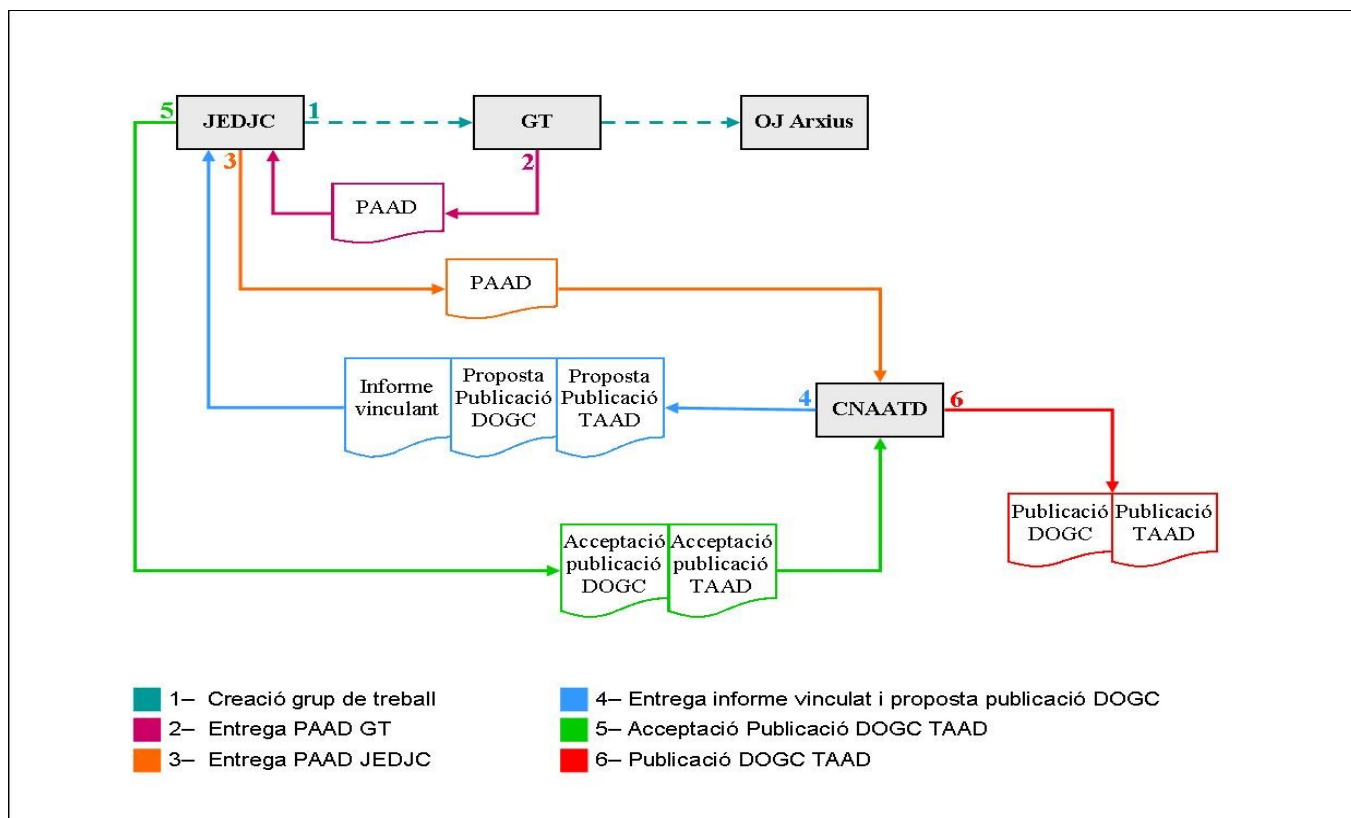 5
JEDJC
1
GT
OJ Arxius
3
2
PAAD
PAAD
Informe
vinculant
Proposta
Publicació
DOGC
Proposta
Publicació
TAAD
4
CNAATD
6
Publicació
DOGC
Publicació
TAAD
Acceptació
publicació
DOGC
Acceptació
publicació
TAAD
1– Creació grup de treball
2– Entrega PAAD GT
3– Entrega PAAD JEDJC
4– Entrega informe vinculat i proposta publicació DOGC
5– Acceptació Publicació DOGC TAAD
6– Publicació DOGC TAAD